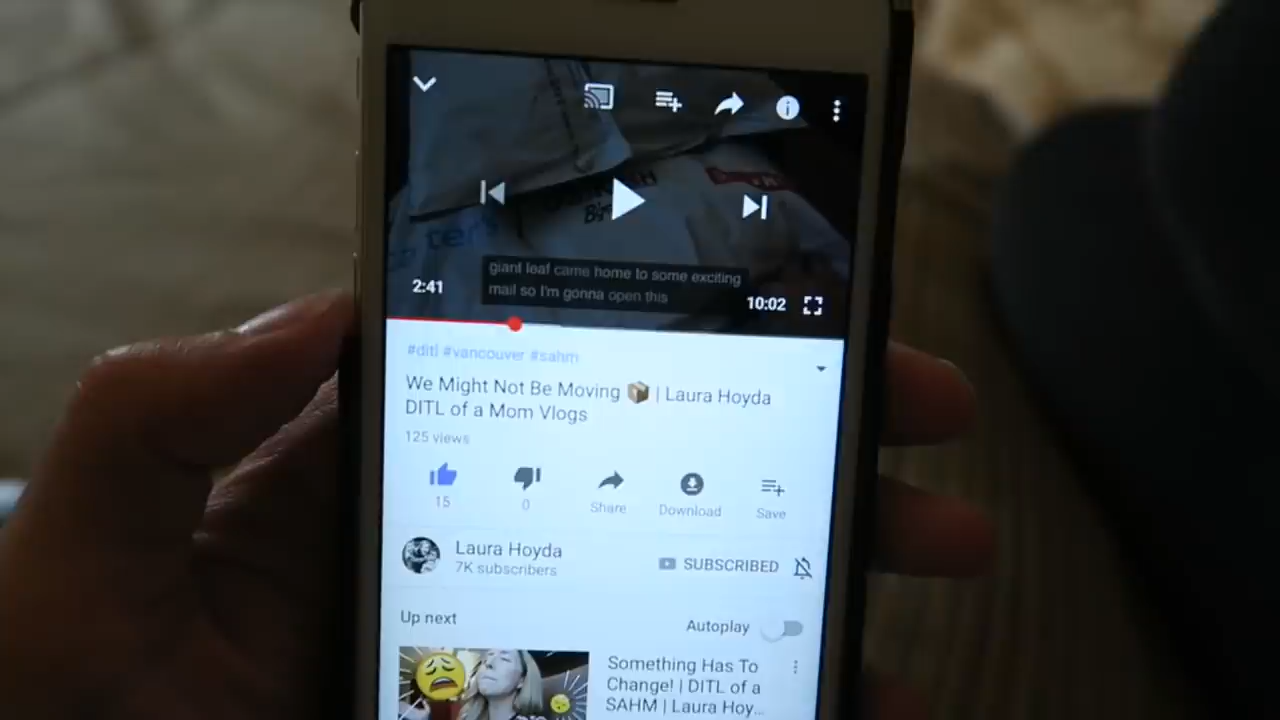 giant leaf came home to some exciting
mail so I'm gonna open this
2:41
10:02
#ditl #vancouver #sahm
We Might Not Be Moving 📦 | Laura Hoyda
DITL of a Mom Vlogs
125 views
15
0
Share
Download
Save
Laura Hoyda
7K subscribers
SUBSCRIBED
Up next
Autoplay
Something Has To
Change! | DITL of a
SAHM | Laura Hoy...